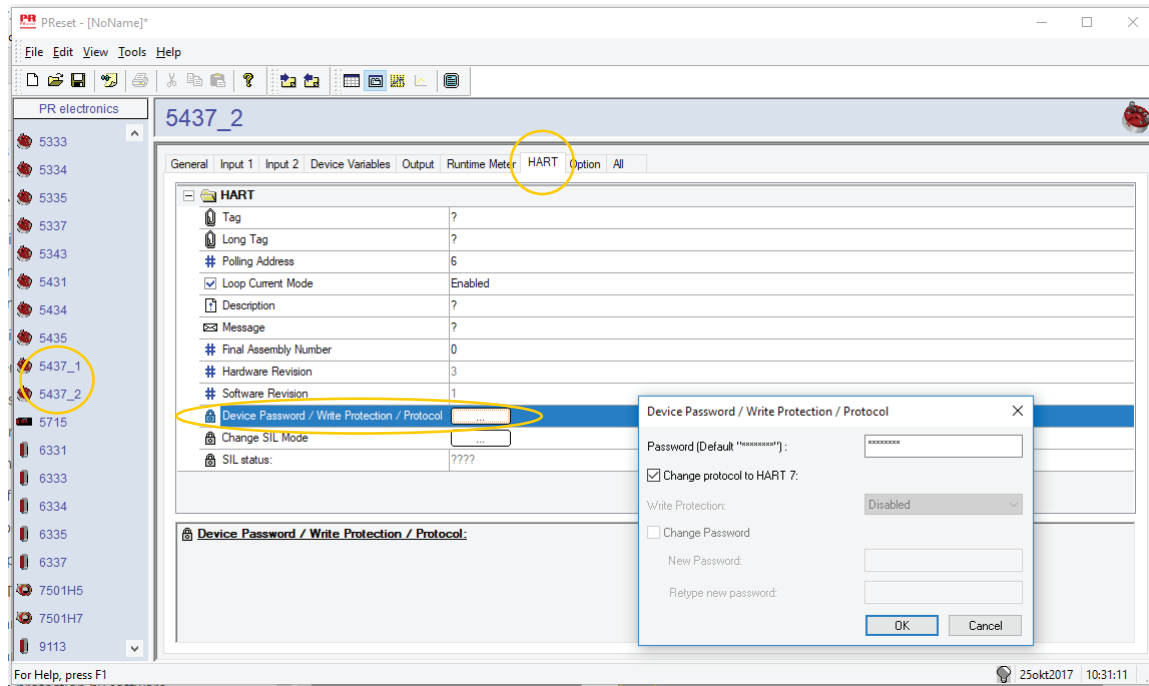 PR PReset - [NoName]*
File Edit View Tools Help
PR electronics
5333
5334
5335
5337
5343
5431
5434
5435
5437_1
5437_2
5715
6331
6333
6334
6335
6337
7501H5
7501H7
9113
5437_2
General Input 1 Input 2 Device Variables Output Runtime Meter HART Option All
HART
Tag ?
Long Tag ?
Polling Address 6
Loop Current Mode Enabled
Description ?
Message ?
Final Assembly Number 0
Hardware Revision 3
Software Revision 1
Device Password / Write Protection / Protocol ...
Change SIL Mode ...
SIL status: ????
Device Password / Write Protection / Protocol:
Device Password / Write Protection / Protocol
Password (Default "********") : ********
Change protocol to HART 7:
Write Protection: Disabled
Change Password
New Password:
Retype new password:
OK Cancel
For Help, press F1 25okt2017 10:31:11